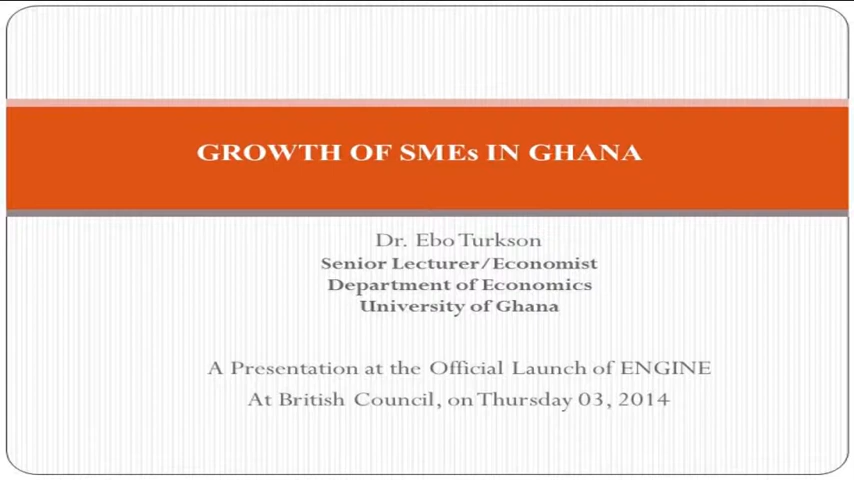 GROWTH OF SMEs IN GHANA
Dr. Ebo Turkson
Senior Lecturer/Economist
Department of Economics
University of Ghana
A Presentation at the Official Launch of ENGINE
At British Council, on Thursday 03, 2014